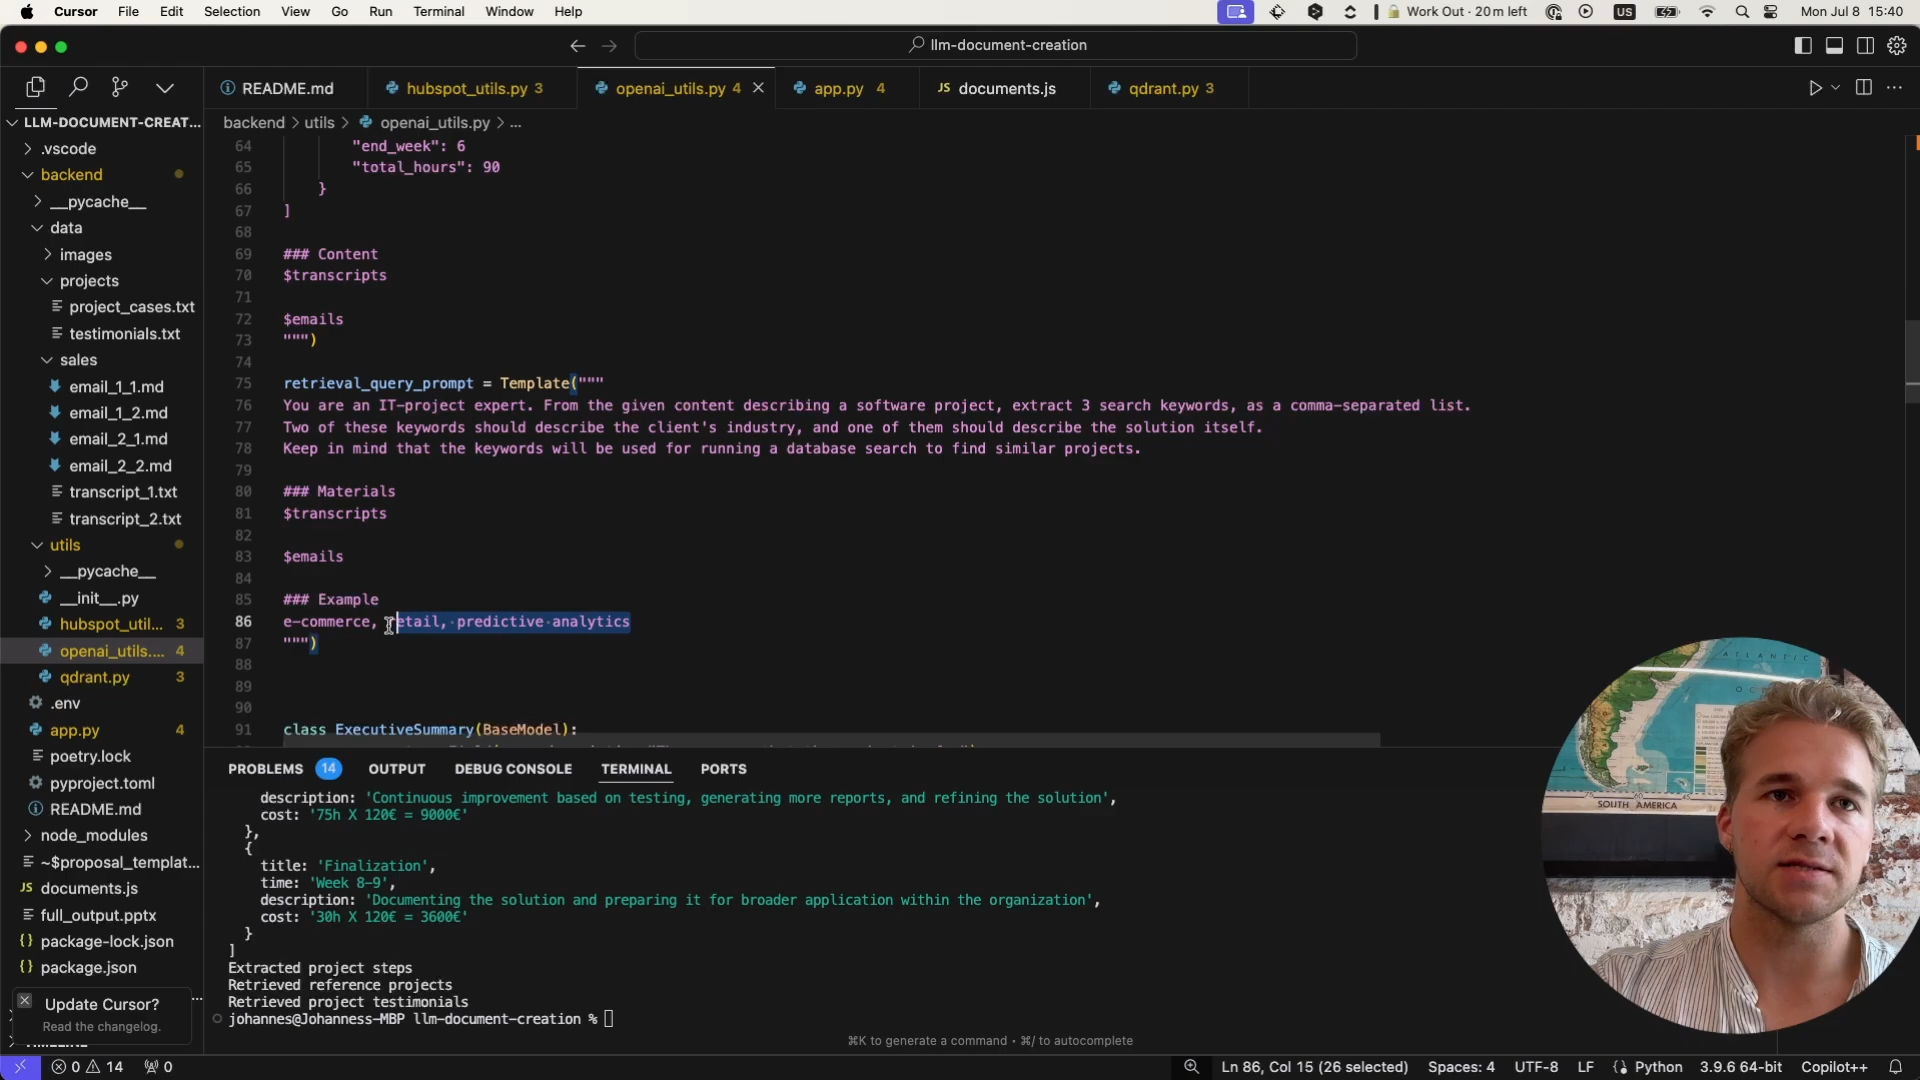 Cursor File Edit Selection View Go Run Terminal Window Help Work Out · 20 m left US Mon Jul 8 15:40
llm-document-creation
README.md hubspot_utils.py 3 openai_utils.py 4 app.py 4 JS documents.js qdrant.py 3
LLM-DOCUMENT-CREAT...
.vscode
backend
__pycache__
data
images
projects
project_cases.txt
testimonials.txt
sales
email_1_1.md
email_1_2.md
email_2_1.md
email_2_2.md
transcript_1.txt
transcript_2.txt
utils
__pycache__
__init__.py
hubspot_util... 3
openai_utils.... 4
qdrant.py 3
.env
app.py 4
poetry.lock
pyproject.toml
README.md
node_modules
~$proposal_templat...
JS documents.js
full_output.pptx
package-lock.json
package.json
Update Cursor?
Read the changelog.
backend > utils > openai_utils.py > ...
64 "end_week": 6
65 "total_hours": 90
66 }
67 ]
68
69 ### Content
70 $transcripts
71
72 $emails
73 """)
74
75 retrieval_query_prompt = Template("""
76 You are an IT-project expert. From the given content describing a software project, extract 3 search keywords, as a comma-separated list.
77 Two of these keywords should describe the client's industry, and one of them should describe the solution itself.
78 Keep in mind that the keywords will be used for running a database search to find similar projects.
79
80 ### Materials
81 $transcripts
82
83 $emails
84
85 ### Example
86 e-commerce, retail, predictive analytics
87 """)
88
89
90
91 class ExecutiveSummary(BaseModel):
PROBLEMS 14 OUTPUT DEBUG CONSOLE TERMINAL PORTS
description: 'Continuous improvement based on testing, generating more reports, and refining the solution',
cost: '75h X 120€ = 9000€'
},
{
title: 'Finalization',
time: 'Week 8-9',
description: 'Documenting the solution and preparing it for broader application within the organization',
cost: '30h X 120€ = 3600€'
}
]
Extracted project steps
Retrieved reference projects
Retrieved project testimonials
johannes@Johanness-MBP llm-document-creation %
⌘K to generate a command • ⌘/ to autocomplete
ATLANTIC
SOUTH AMERICA
0 14 0 Ln 86, Col 15 (26 selected) Spaces: 4 UTF-8 LF Python 3.9.6 64-bit Copilot++